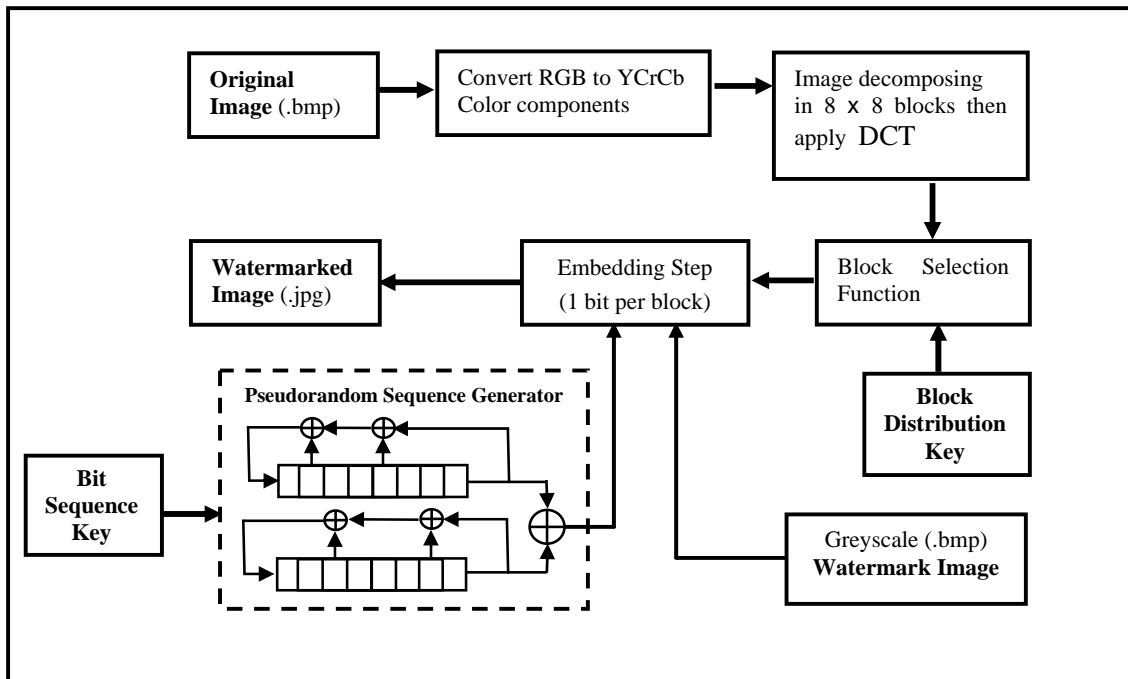 Original
Image (.bmp)
Convert RGB to YCrCb
Color components
Image decomposing
in 8 x 8 blocks then
apply DCT
Watermarked
Image (.jpg)
Embedding Step
(1 bit per block)
Block Selection
Function
Pseudorandom Sequence Generator
Block
Distribution
Key
Bit
Sequence
Key
Greyscale (.bmp)
Watermark Image